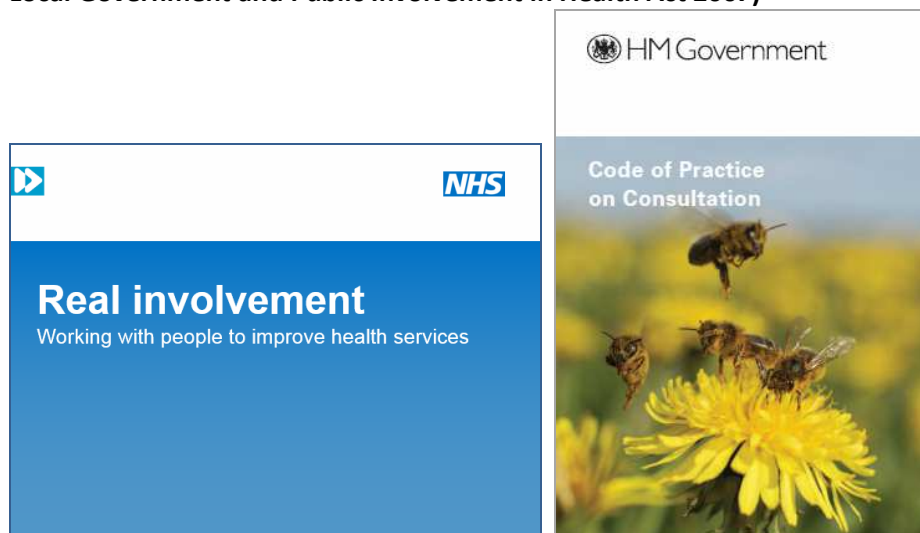 Local Government and Public Involvement in Health Act 2007)
HM Government
NHS
Code of Practice
on Consultation
Real involvement
Working with people to improve health services